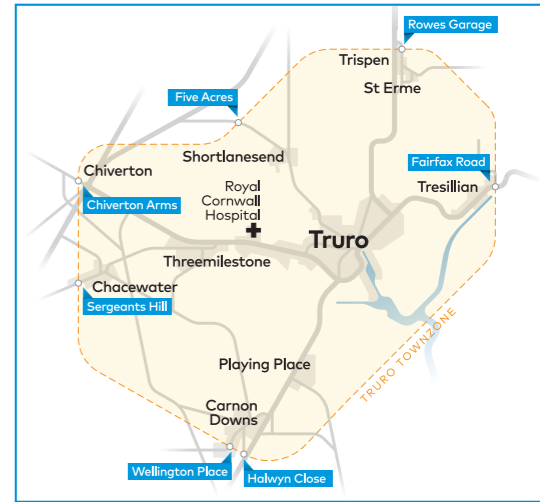 Rowes Garage
Trispen
St Erme
Five Acres
Shortlanesend
Fairfax Road
Tresillian
Chiverton
Chiverton Arms
Royal
Cornwall
Hospital
Truro
Threemilestone
Chacewater
Sergeants Hill
TRURO TOWNZONE
Playing Place
Carnon
Downs
Wellington Place
Halwyn Close